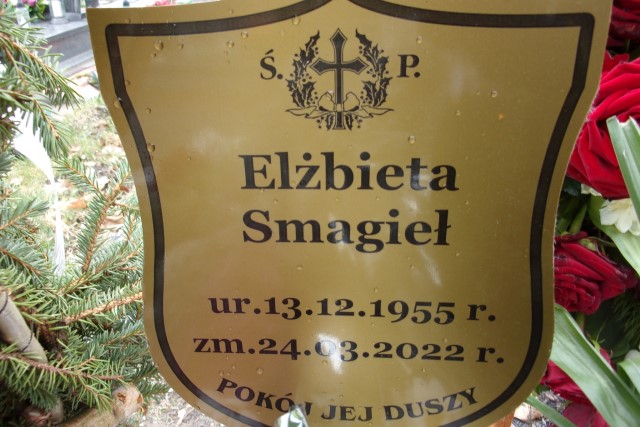 Ś. P.
Elżbieta
Smagieł
ur.13.12.1955 r.
zm.24.03.2022 r.
POKÓJ JEJ DUSZY